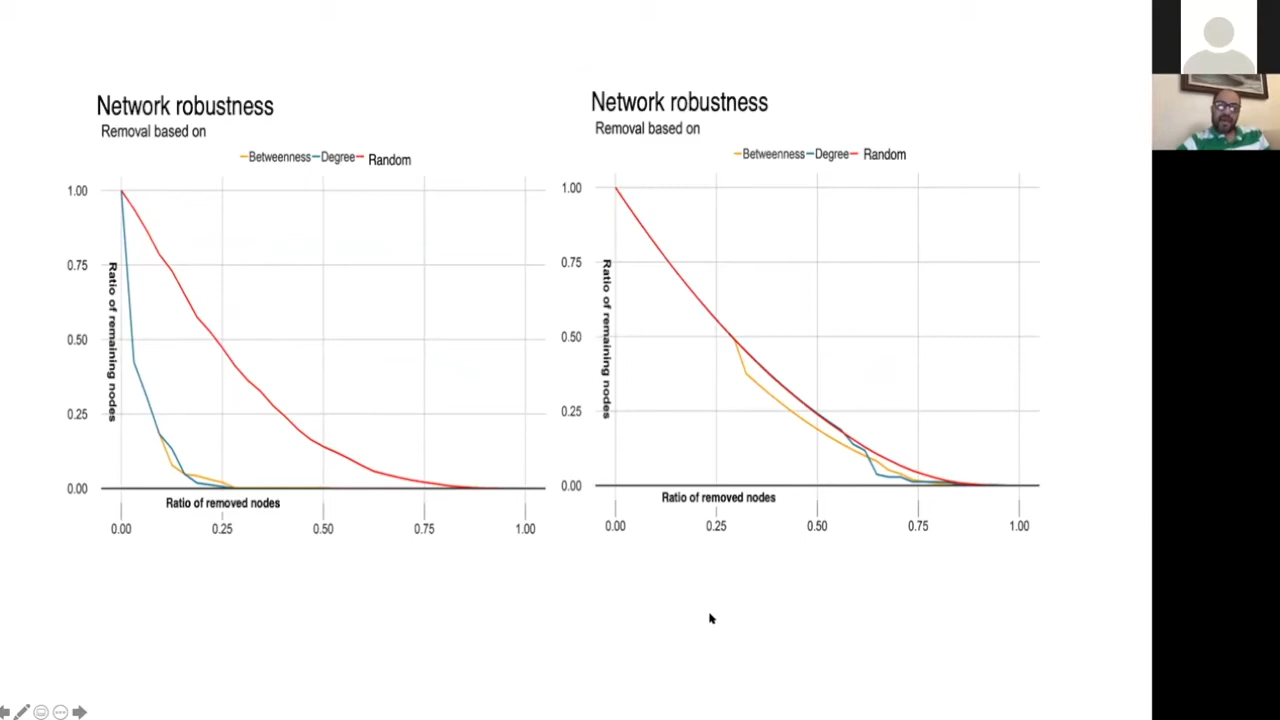 Network robustness
Removal based on
Betweenness Degree Random
1.00
0.75
0.50
0.25
0.00
Ratio of remaining nodes
Ratio of removed nodes
0.00 0.25 0.50 0.75 1.00
Network robustness
Removal based on
Betweenness Degree Random
1.00
0.75
0.50
0.25
0.00
Ratio of remaining nodes
Ratio of removed nodes
0.00 0.25 0.50 0.75 1.00